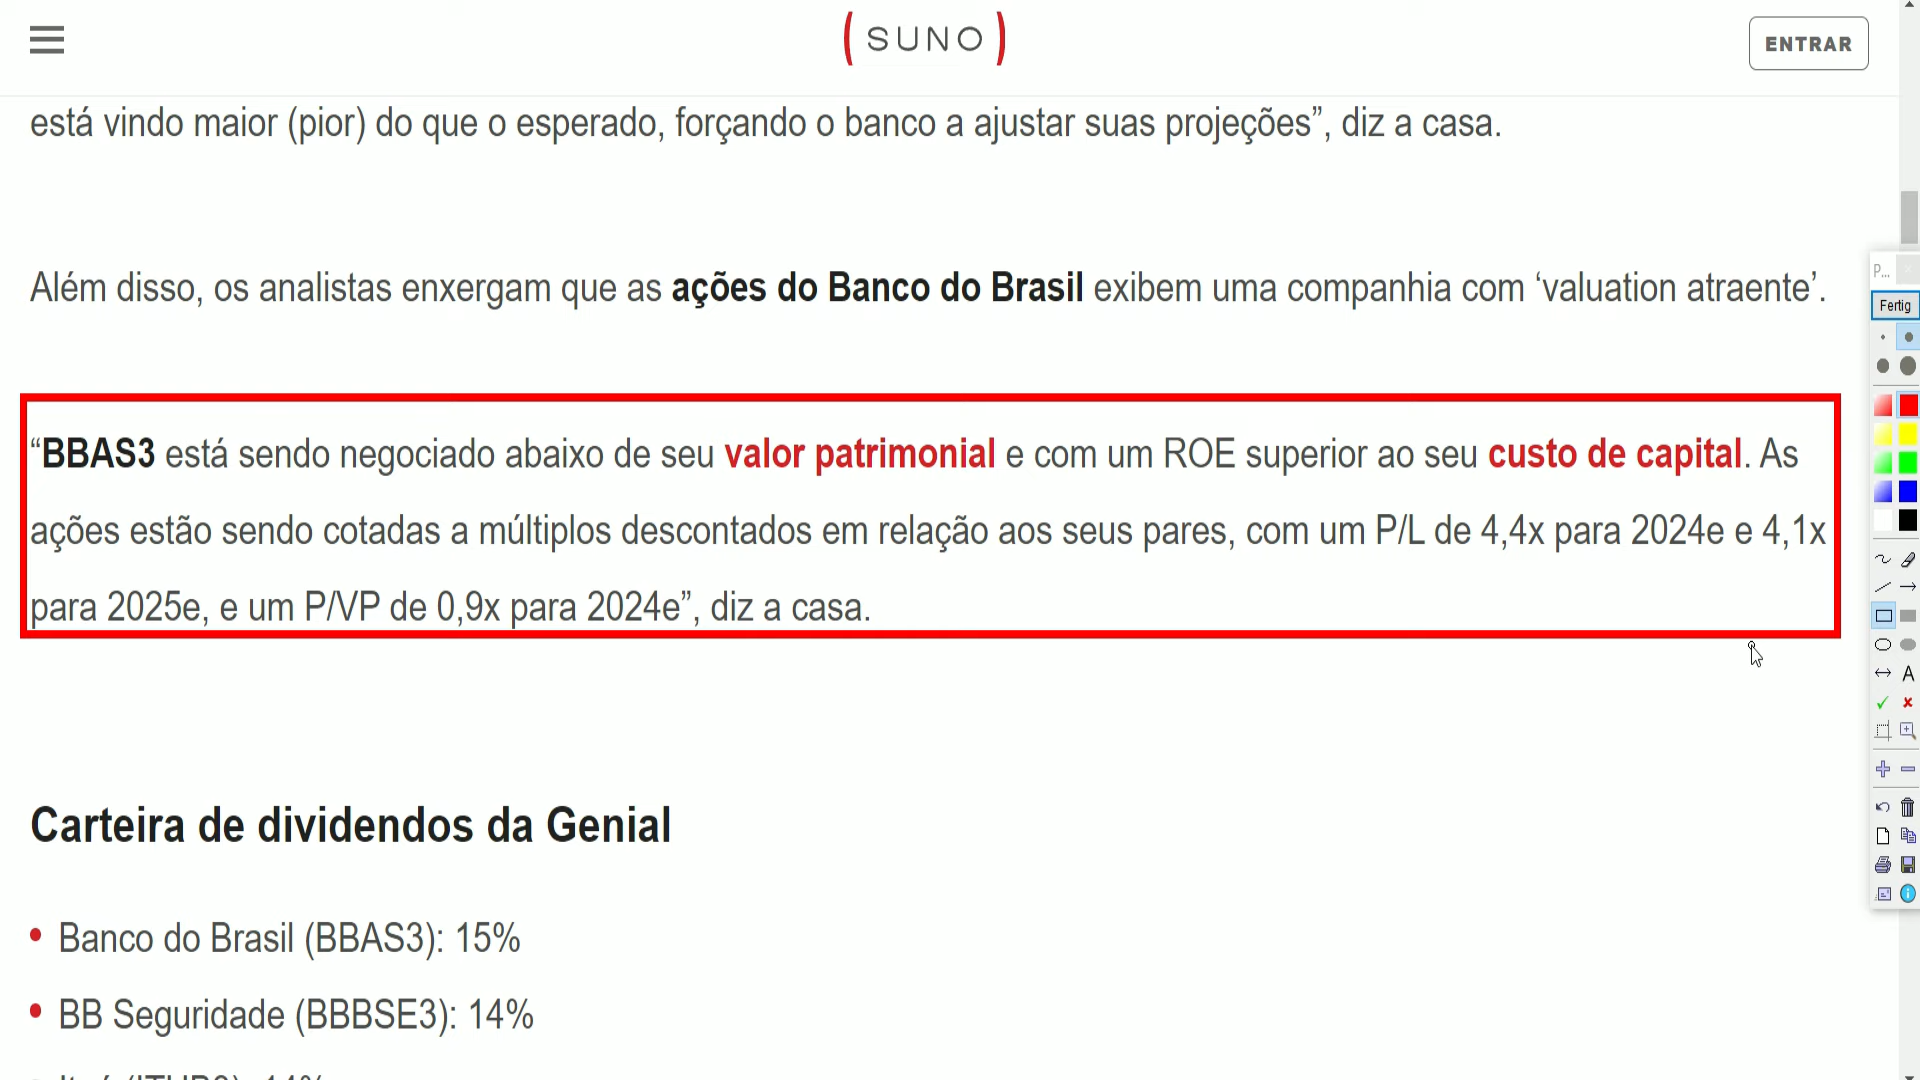 ( SUNO )
ENTRAR
está vindo maior (pior) do que o esperado, forçando o banco a ajustar suas projeções”, diz a casa.
Além disso, os analistas enxergam que as ações do Banco do Brasil exibem uma companhia com ‘valuation atraente’.
P...
Fertig
“BBAS3 está sendo negociado abaixo de seu valor patrimonial e com um ROE superior ao seu custo de capital. As
ações estão sendo cotadas a múltiplos descontados em relação aos seus pares, com um P/L de 4,4x para 2024e e 4,1x
para 2025e, e um P/VP de 0,9x para 2024e”, diz a casa.
A
Carteira de dividendos da Genial
Banco do Brasil (BBAS3): 15%
BB Seguridade (BBBSE3): 14%